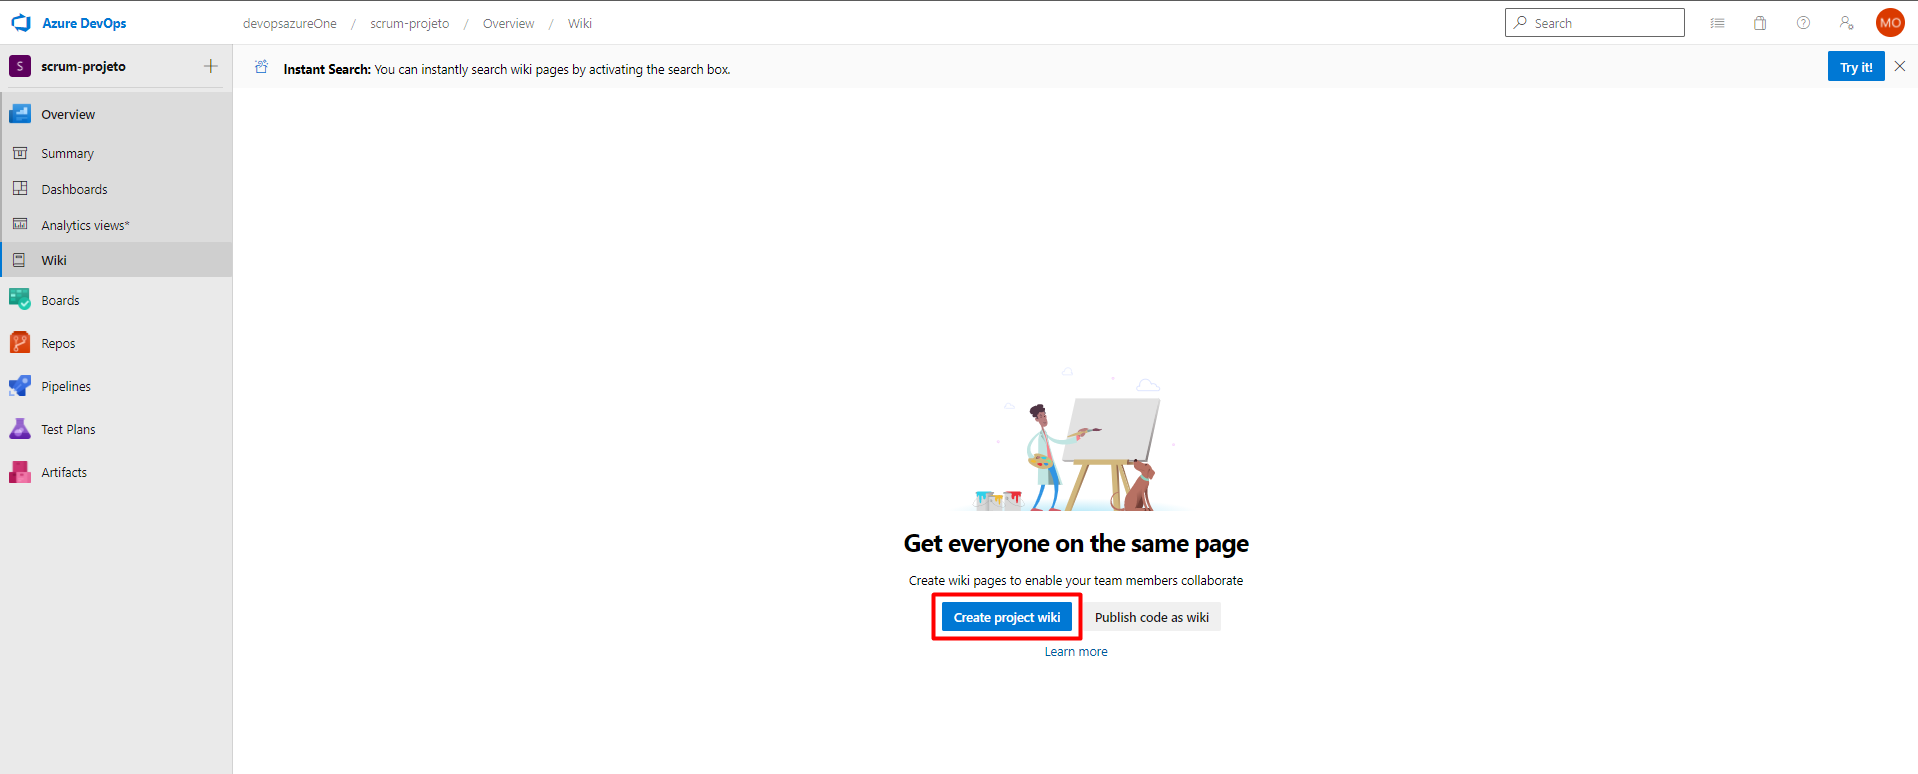 Azure DevOps
devopsazureOne / scrum-projeto / Overview / Wiki
Search
MO
S scrum-projeto
Instant Search: You can instantly search wiki pages by activating the search box.
Try it!
Overview
Summary
Dashboards
Analytics views*
Wiki
Boards
Repos
Pipelines
Test Plans
Artifacts
Get everyone on the same page
Create wiki pages to enable your team members collaborate
Create project wiki
Publish code as wiki
Learn more